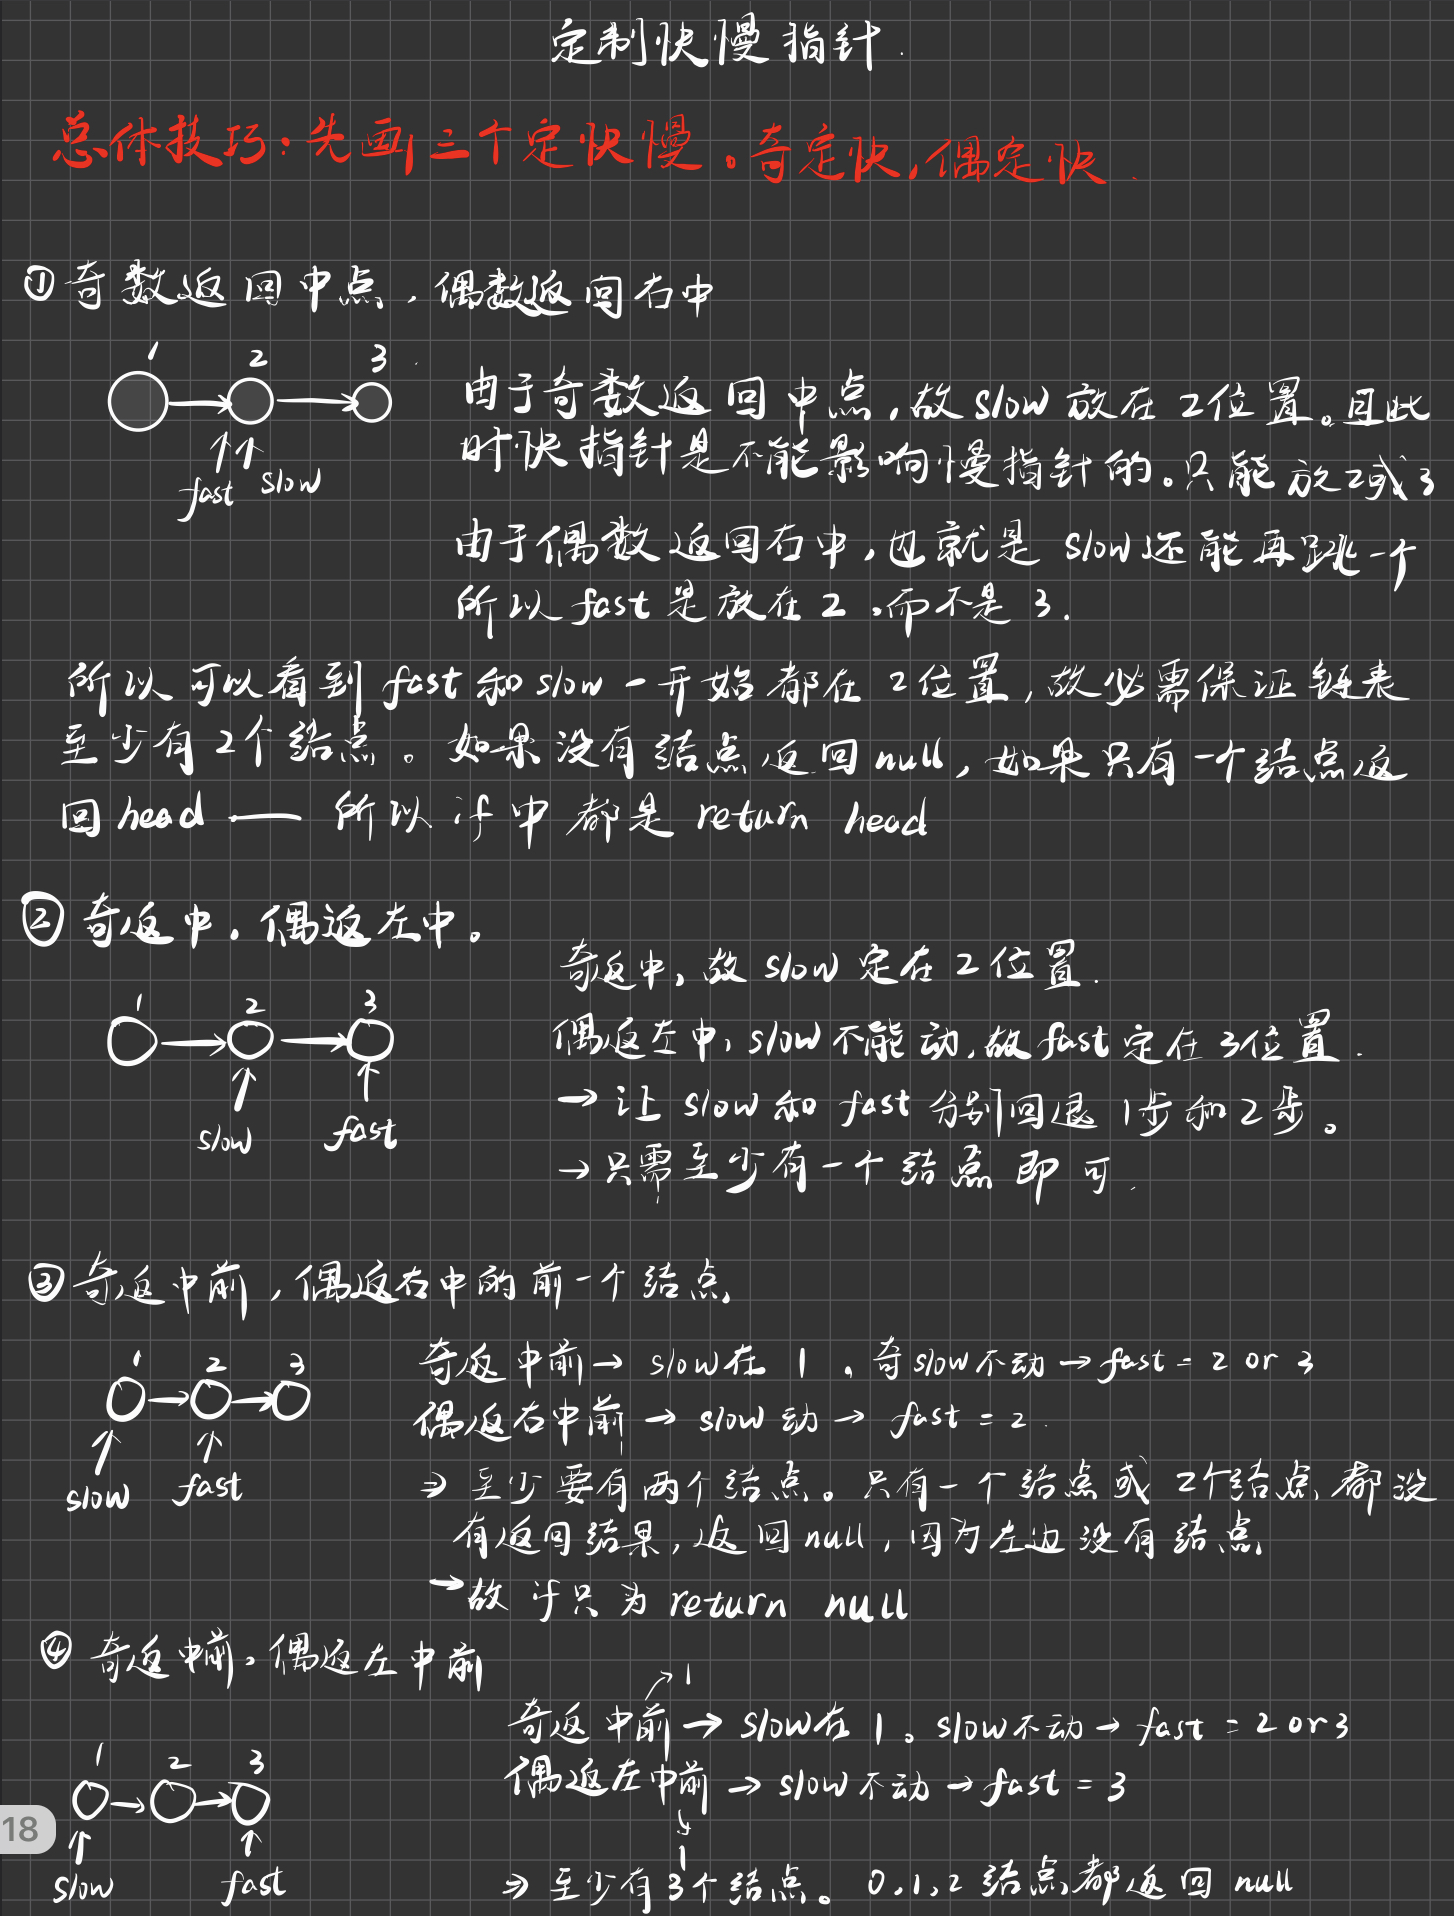 定制快慢指针.
总体技巧:先画三个定快慢。奇定快,偶定快.
① 奇数返回中点,偶数返回右中
1 2 3
fast slow
由于奇数返回中点,故slow放在2位置。且此
时快指针是不能影响慢指针的。只能放2或3
由于偶数返回右中,也就是slow还能再跳一个
所以fast是放在2,而不是3.
所以可以看到fast和slow一开始都在2位置,故必需保证链表
至少有2个结点。如果没有结点返回null,如果只有一个结点返
回head —— 所以if中都是return head
② 奇返中,偶返左中。
1 2 3
slow fast
奇返中,故slow定在2位置.
偶返左中,slow不能动,故fast定在3位置.
→ 让slow和fast分别回退1步和2步。
→ 只需至少有一个结点即可.
③ 奇返中前,偶返右中的前一个结点
1 2 3
slow fast
奇返中前→ slow在1,奇slow不动→fast=2 or 3
偶返右中前→ slow动→ fast=2.
⇒ 至少要有两个结点。只有一个结点或2个结点都没
有返回结果,返回null,因为左边没有结点
→故if只为return null
④ 奇返中前,偶返左中前
1 2 3
slow fast
→1
奇返中前→ slow在1。slow不动→ fast=2 or 3
偶返左中前→ slow不动→fast=3
↓
1
⇒ 至少有3个结点。0,1,2结点都返回null
18